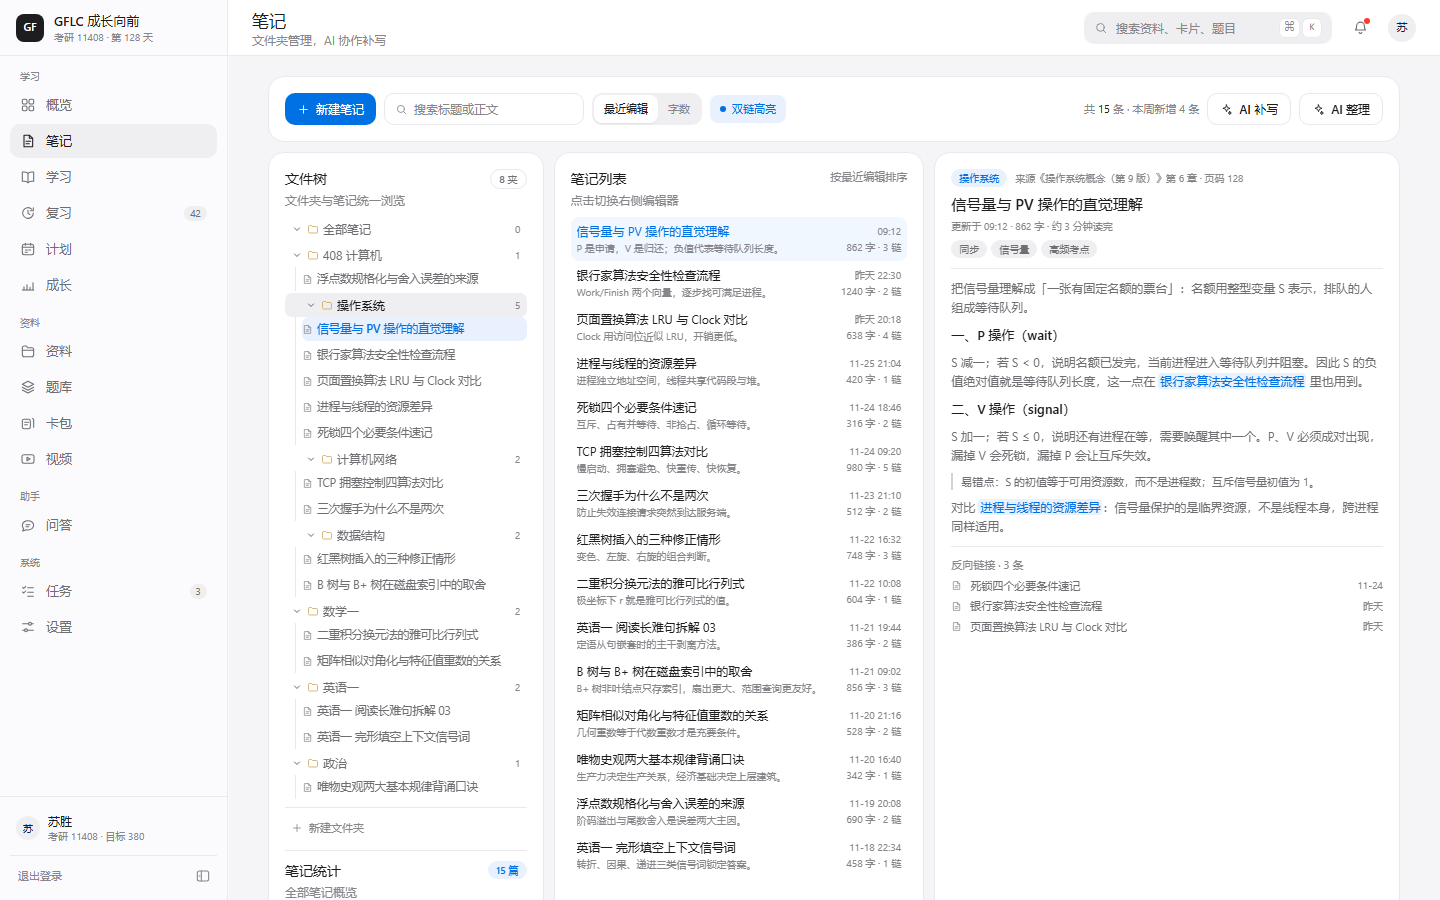 GF
GFLC 成长向前
考研 11408 · 第 128 天
学习
概览
笔记
学习
复习
42
计划
成长
资料
资料
题库
卡包
视频
助手
问答
系统
任务
3
设置
苏
苏胜
考研 11408 · 目标 380
退出登录
笔记
文件夹管理，AI 协作补写
搜索资料、卡片、题目
⌘
K
苏
新建笔记
搜索标题或正文
最近编辑
字数
双链高亮
共 15 条 · 本周新增 4 条
AI 补写
AI 整理
文件树
8 夹
文件夹与笔记统一浏览
全部笔记
0
408 计算机
1
浮点数规格化与舍入误差的来源
操作系统
5
信号量与 PV 操作的直觉理解
银行家算法安全性检查流程
页面置换算法 LRU 与 Clock 对比
进程与线程的资源差异
死锁四个必要条件速记
计算机网络
2
TCP 拥塞控制四算法对比
三次握手为什么不是两次
数据结构
2
红黑树插入的三种修正情形
B 树与 B+ 树在磁盘索引中的取舍
数学一
2
二重积分换元法的雅可比行列式
矩阵相似对角化与特征值重数的关系
英语一
2
英语一 阅读长难句拆解 03
英语一 完形填空上下文信号词
政治
1
唯物史观两大基本规律背诵口诀
新建文件夹
笔记统计
15 篇
全部笔记概览
笔记列表
按最近编辑排序
点击切换右侧编辑器
信号量与 PV 操作的直觉理解
09:12
P 是申请，V 是归还；负值代表等待队列长度。
862 字 · 3 链
银行家算法安全性检查流程
昨天 22:30
Work/Finish 两个向量，逐步找可满足进程。
1240 字 · 2 链
页面置换算法 LRU 与 Clock 对比
昨天 20:18
Clock 用访问位近似 LRU，开销更低。
638 字 · 4 链
进程与线程的资源差异
11-25 21:04
进程独立地址空间，线程共享代码段与堆。
420 字 · 1 链
死锁四个必要条件速记
11-24 18:46
互斥、占有并等待、非抢占、循环等待。
316 字 · 2 链
TCP 拥塞控制四算法对比
11-24 09:20
慢启动、拥塞避免、快重传、快恢复。
980 字 · 5 链
三次握手为什么不是两次
11-23 21:10
防止失效连接请求突然到达服务端。
512 字 · 2 链
红黑树插入的三种修正情形
11-22 16:32
变色、左旋、右旋的组合判断。
748 字 · 3 链
二重积分换元法的雅可比行列式
11-22 10:08
极坐标下 r 就是雅可比行列式的值。
604 字 · 1 链
英语一 阅读长难句拆解 03
11-21 19:44
定语从句嵌套时的主干剥离方法。
386 字 · 2 链
B 树与 B+ 树在磁盘索引中的取舍
11-21 09:02
B+ 树非叶结点只存索引，扇出更大、范围查询更友好。
856 字 · 3 链
矩阵相似对角化与特征值重数的关系
11-20 21:16
几何重数等于代数重数才是充要条件。
528 字 · 2 链
唯物史观两大基本规律背诵口诀
11-20 16:40
生产力决定生产关系，经济基础决定上层建筑。
342 字 · 1 链
浮点数规格化与舍入误差的来源
11-19 20:08
阶码溢出与尾数舍入是误差两大主因。
690 字 · 2 链
英语一 完形填空上下文信号词
11-18 22:34
转折、因果、递进三类信号词锁定答案。
458 字 · 1 链
操作系统
来源《操作系统概念（第 9 版）》第 6 章 · 页码 128
信号量与 PV 操作的直觉理解
更新于 09:12 · 862 字 · 约 3 分钟读完
同步
信号量
高频考点
把信号量理解成「一张有固定名额的票台」：名额用整型变量 S 表示，排队的人
组成等待队列。
一、P 操作（wait）
S 减一；若 S < 0，说明名额已发完，当前进程进入等待队列并阻塞。因此 S 的负
值绝对值就是等待队列长度，这一点在 银行家算法安全性检查流程 里也用到。
二、V 操作（signal）
S 加一；若 S ≤ 0，说明还有进程在等，需要唤醒其中一个。P、V 必须成对出现，
漏掉 V 会死锁，漏掉 P 会让互斥失效。
易错点：S 的初值等于可用资源数，而不是进程数；互斥信号量初值为 1。
对比 进程与线程的资源差异：信号量保护的是临界资源，不是线程本身，跨进程
同样适用。
反向链接 · 3 条
死锁四个必要条件速记
11-24
银行家算法安全性检查流程
昨天
页面置换算法 LRU 与 Clock 对比
昨天